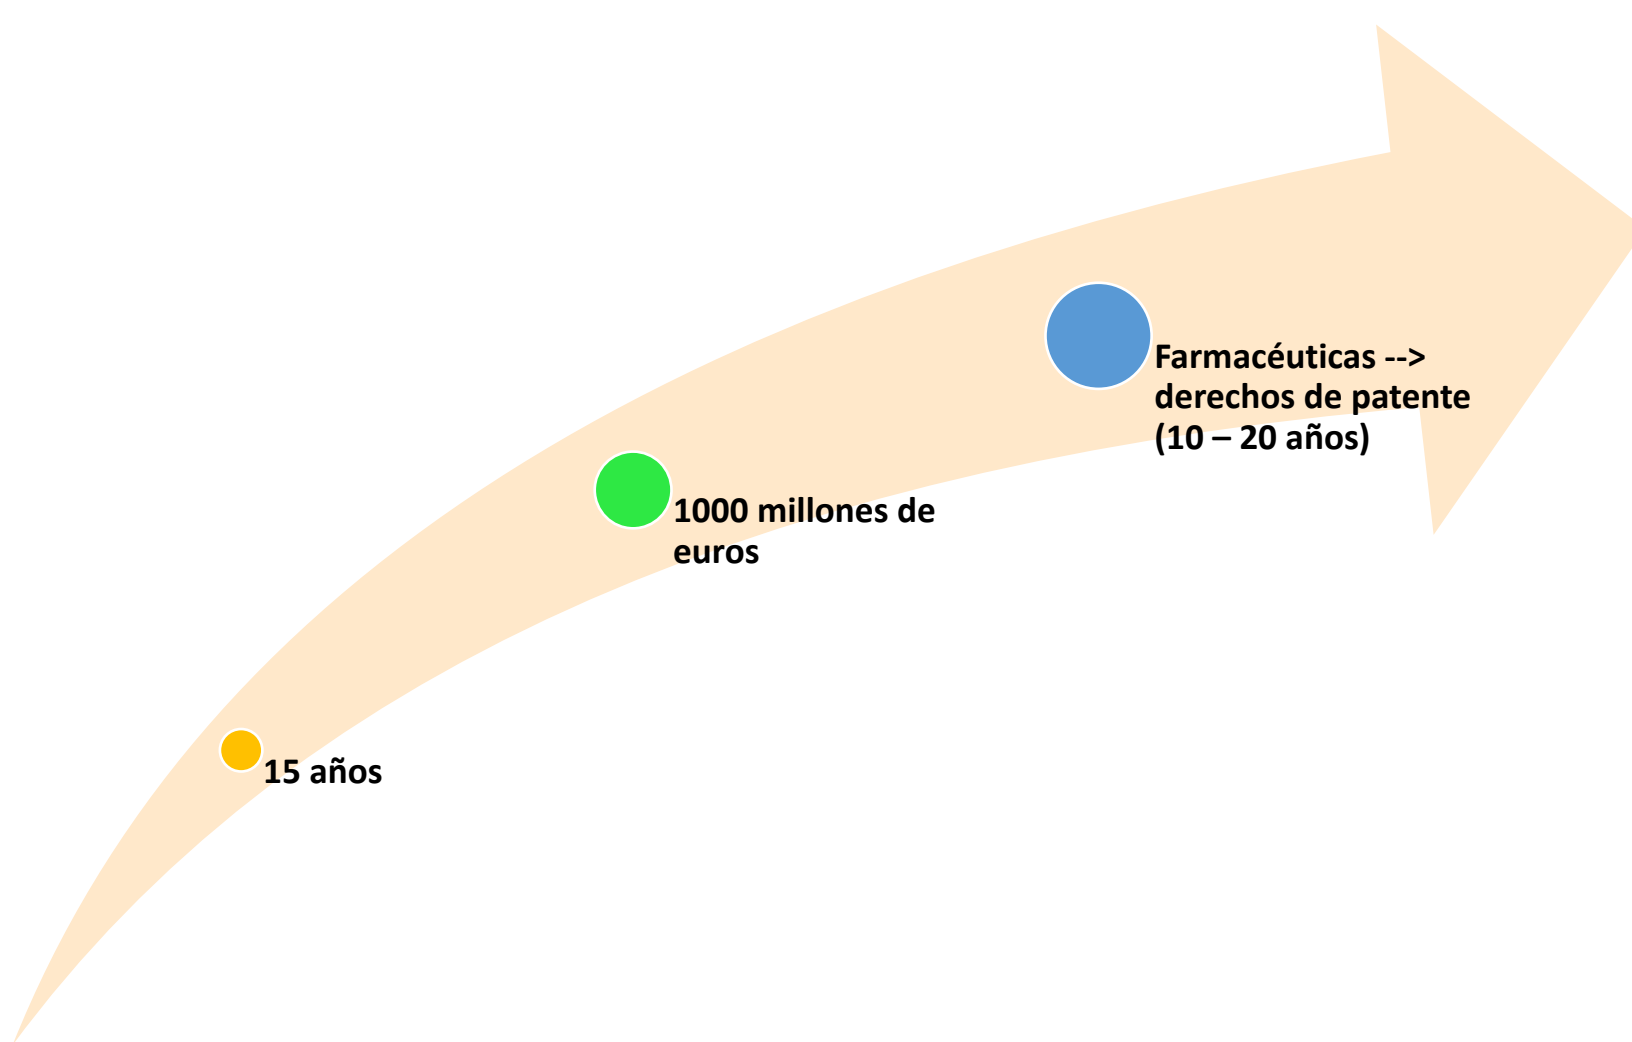 Farmacéuticas -->
derechos de patente
(10 – 20 años)
1000 millones de
euros
15 años